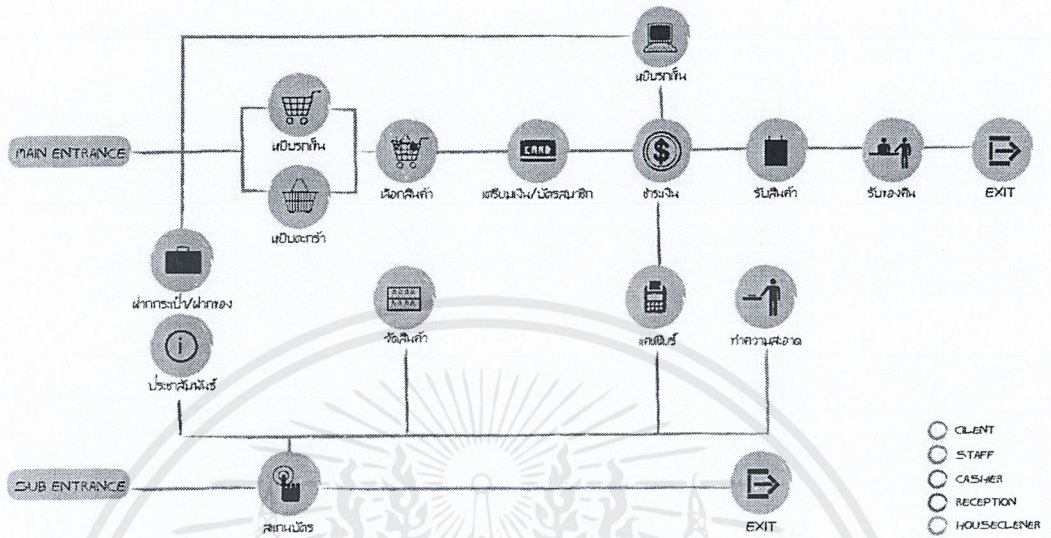 หยิบรถเข็น
MAIN ENTRANCE
หยิบรถเข็น
หยิบตะกร้า
เลือกสินค้า
CARD
เตรียมเงิน/บัตรสมาชิก
$
ชำระเงิน
รับสินค้า
รับของคืน
EXIT
ฝากกระเป๋า/ฝากของ
i
ประชาสัมพันธ์
จัดสินค้า
แคชเชียร์
ทำความสะอาด
SUB ENTRANCE
สแกนบัตร
EXIT
CILENT
STAFF
CASHIER
RECEPTION
HOUSECLENER